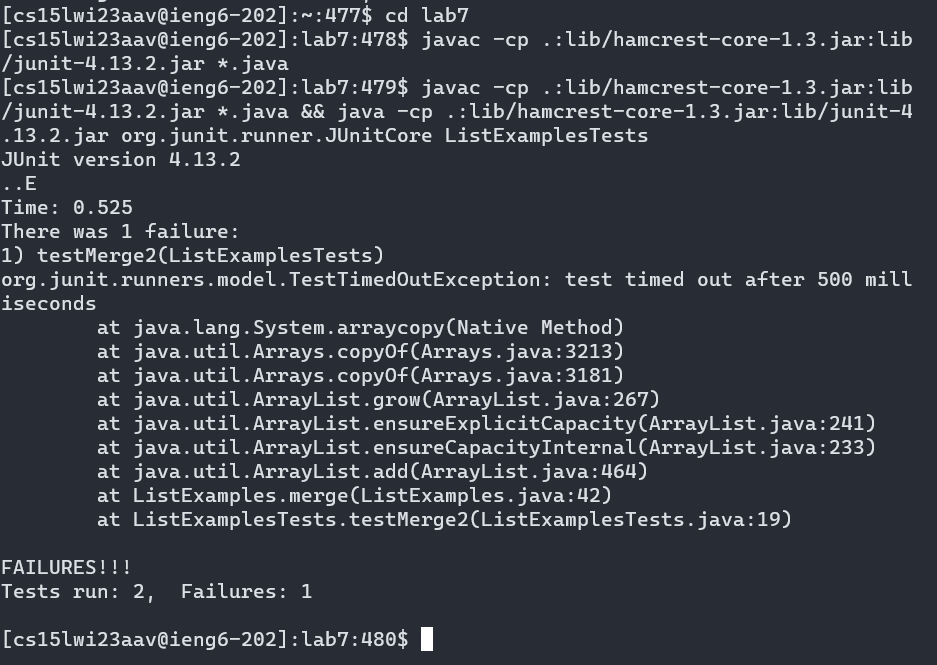 [cs15lwi23aav@ieng6-202]:~:477$ cd lab7
[cs15lwi23aav@ieng6-202]:lab7:478$ javac -cp .:lib/hamcrest-core-1.3.jar:lib
/junit-4.13.2.jar *.java
[cs15lwi23aav@ieng6-202]:lab7:479$ javac -cp .:lib/hamcrest-core-1.3.jar:lib
/junit-4.13.2.jar *.java && java -cp .:lib/hamcrest-core-1.3.jar:lib/junit-4
.13.2.jar org.junit.runner.JUnitCore ListExamplesTests
JUnit version 4.13.2
..E
Time: 0.525
There was 1 failure:
1) testMerge2(ListExamplesTests)
org.junit.runners.model.TestTimedOutException: test timed out after 500 mill
iseconds
        at java.lang.System.arraycopy(Native Method)
        at java.util.Arrays.copyOf(Arrays.java:3213)
        at java.util.Arrays.copyOf(Arrays.java:3181)
        at java.util.ArrayList.grow(ArrayList.java:267)
        at java.util.ArrayList.ensureExplicitCapacity(ArrayList.java:241)
        at java.util.ArrayList.ensureCapacityInternal(ArrayList.java:233)
        at java.util.ArrayList.add(ArrayList.java:464)
        at ListExamples.merge(ListExamples.java:42)
        at ListExamplesTests.testMerge2(ListExamplesTests.java:19)

FAILURES!!!
Tests run: 2,  Failures: 1

[cs15lwi23aav@ieng6-202]:lab7:480$